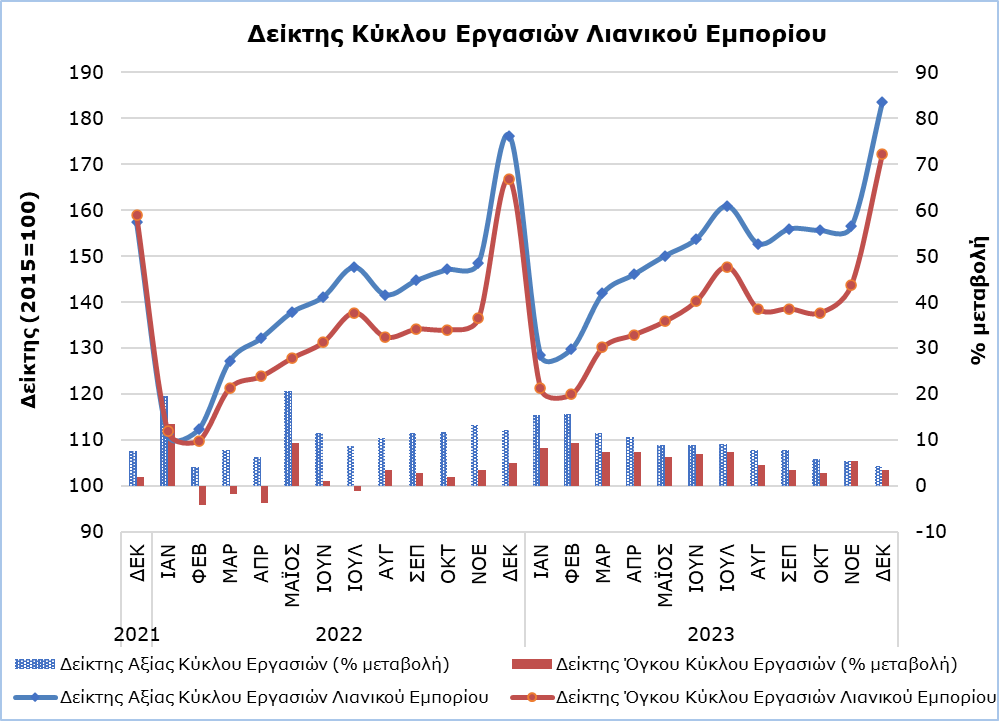 Δείκτης Κύκλου Εργασιών Λιανικού Εμπορίου
190 90
180 80
170 70
160 60
150 50
140 40
130 30
120 20
110 10
100 0
90 -10
Δείκτης (2015=100)
% μεταβολή
ΔΕΚ ΙΑΝ ΦΕΒ ΜΑΡ ΑΠΡ ΜΑΪΟΣ ΙΟΥΝ ΙΟΥΛ ΑΥΓ ΣΕΠ ΟΚΤ ΝΟΕ ΔΕΚ ΙΑΝ ΦΕΒ ΜΑΡ ΑΠΡ ΜΑΪΟΣ ΙΟΥΝ ΙΟΥΛ ΑΥΓ ΣΕΠ ΟΚΤ ΝΟΕ ΔΕΚ
2021 2022 2023
Δείκτης Αξίας Κύκλου Εργασιών (% μεταβολή) Δείκτης Όγκου Κύκλου Εργασιών (% μεταβολή)
Δείκτης Αξίας Κύκλου Εργασιών Λιανικού Εμπορίου Δείκτης Όγκου Κύκλου Εργασιών Λιανικού Εμπορίου